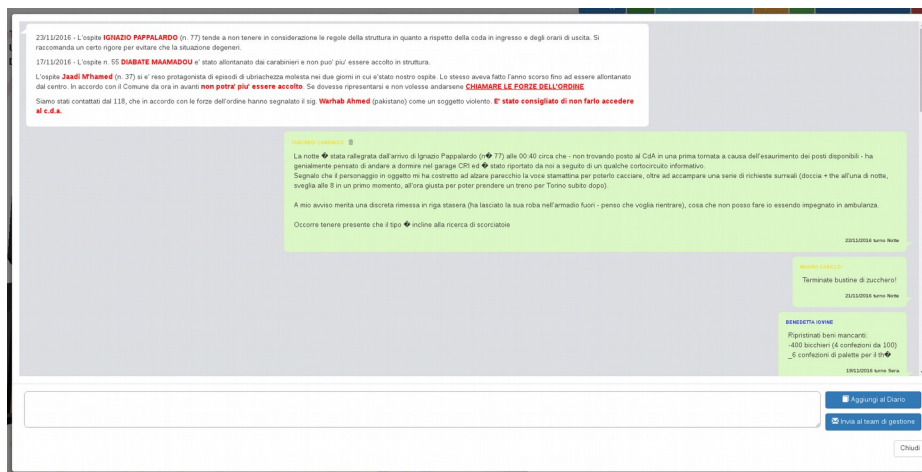 23/11/2016 - L'ospite IGNAZIO PAPPALARDO (n. 77) tende a non tenere in considerazione le regole della struttura in quanto a rispetto della coda in ingresso e degli orari di uscita. Si
raccomanda un certo rigore per evitare che la situazione degeneri.
17/11/2016 - L'ospite n. 55 DIABATE MAAMADOU e' stato allontanato dai carabinieri e non puo' piu' essere accolto in struttura.
L'ospite Jaadi M'hamed (n. 37) si e' reso protagonista di episodi di ubriachezza molesta nei due giorni in cui e'stato nostro ospite. Lo stesso aveva fatto l'anno scorso fino ad essere allontanato
dal centro. In accordo con il Comune da ora in avanti non potra' piu' essere accolto. Se dovesse ripresentarsi e non volesse andarsene CHIAMARE LE FORZE DELL'ORDINE
Siamo stati contattati dal 118, che in accordo con le forze dell'ordine hanno segnalato il sig. Warhab Ahmed (pakistano) come un soggetto violento. E' stato consigliato di non farlo accedere
al c.d.a.
La notte � stata rallegrata dall'arrivo di Ignazio Pappalardo (n� 77) alle 00:40 circa che - non trovando posto al CdA in una prima tornata a causa dell'esaurimento dei posti disponibili - ha
genialmente pensato di andare a dormire nel garage CRI ed � stato riportato da noi a seguito di un qualche cortocircuito informativo.
Segnalo che il personaggio in oggetto mi ha costretto ad alzare parecchio la voce stamattina per poterlo cacciare, oltre ad accampare una serie di richieste surreali (doccia + the all'una di notte,
sveglia alle 8 in un primo momento, all'ora giusta per poter prendere un treno per Torino subito dopo).
A mio avviso merita una discreta rimessa in riga stasera (ha lasciato la sua roba nell'armadio fuori - penso che voglia rientrare), cosa che non posso fare io essendo impegnato in ambulanza.
Occorre tenere presente che il tipo � incline alla ricerca di scorciatoie
22/11/2016 turno Notte
Terminate bustine di zucchero!
21/11/2016 turno Notte
BENEDETTA IOVINE
Ripristinati beni mancanti:
-400 bicchieri (4 confezioni da 100)
_6 confezioni di palette per il th�
19/11/2016 turno Sera
Aggiungi al Diario
Invia al team di gestione
Chiudi